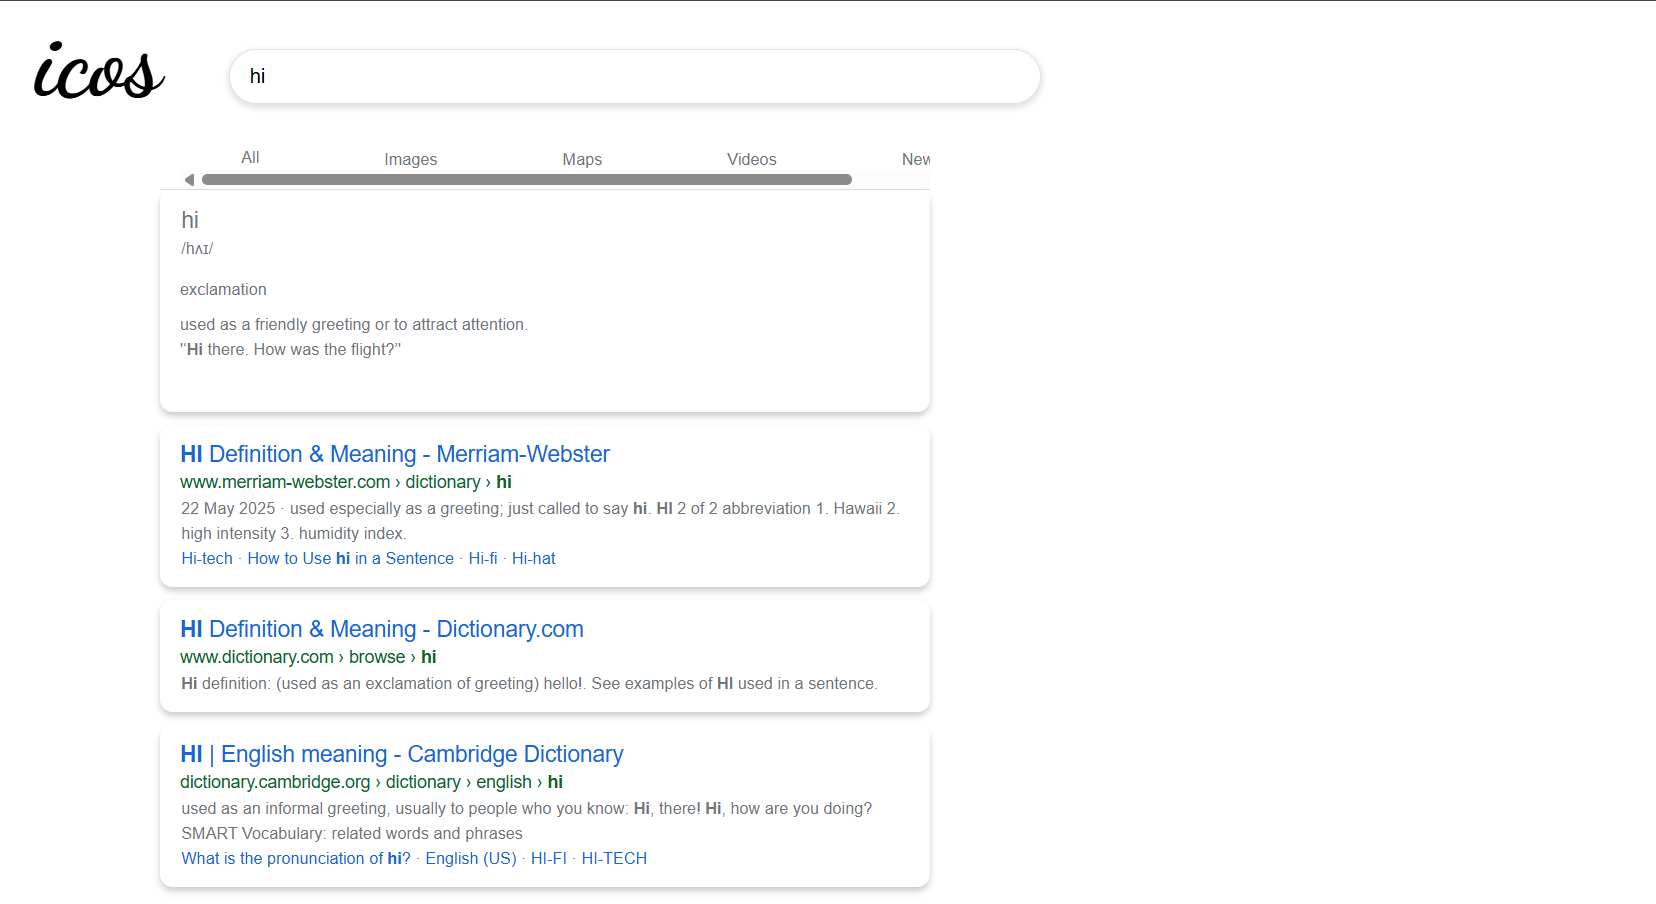 icos
hi
All Images Maps Videos New
hi
/hʌɪ/
exclamation
used as a friendly greeting or to attract attention.
"Hi there. How was the flight?"
HI Definition & Meaning - Merriam-Webster
www.merriam-webster.com › dictionary › hi
22 May 2025 · used especially as a greeting; just called to say hi. HI 2 of 2 abbreviation 1. Hawaii 2.
high intensity 3. humidity index.
Hi-tech · How to Use hi in a Sentence · Hi-fi · Hi-hat
HI Definition & Meaning - Dictionary.com
www.dictionary.com › browse › hi
Hi definition: (used as an exclamation of greeting) hello!. See examples of HI used in a sentence.
HI | English meaning - Cambridge Dictionary
dictionary.cambridge.org › dictionary › english › hi
used as an informal greeting, usually to people who you know: Hi, there! Hi, how are you doing?
SMART Vocabulary: related words and phrases
What is the pronunciation of hi? · English (US) · HI-FI · HI-TECH